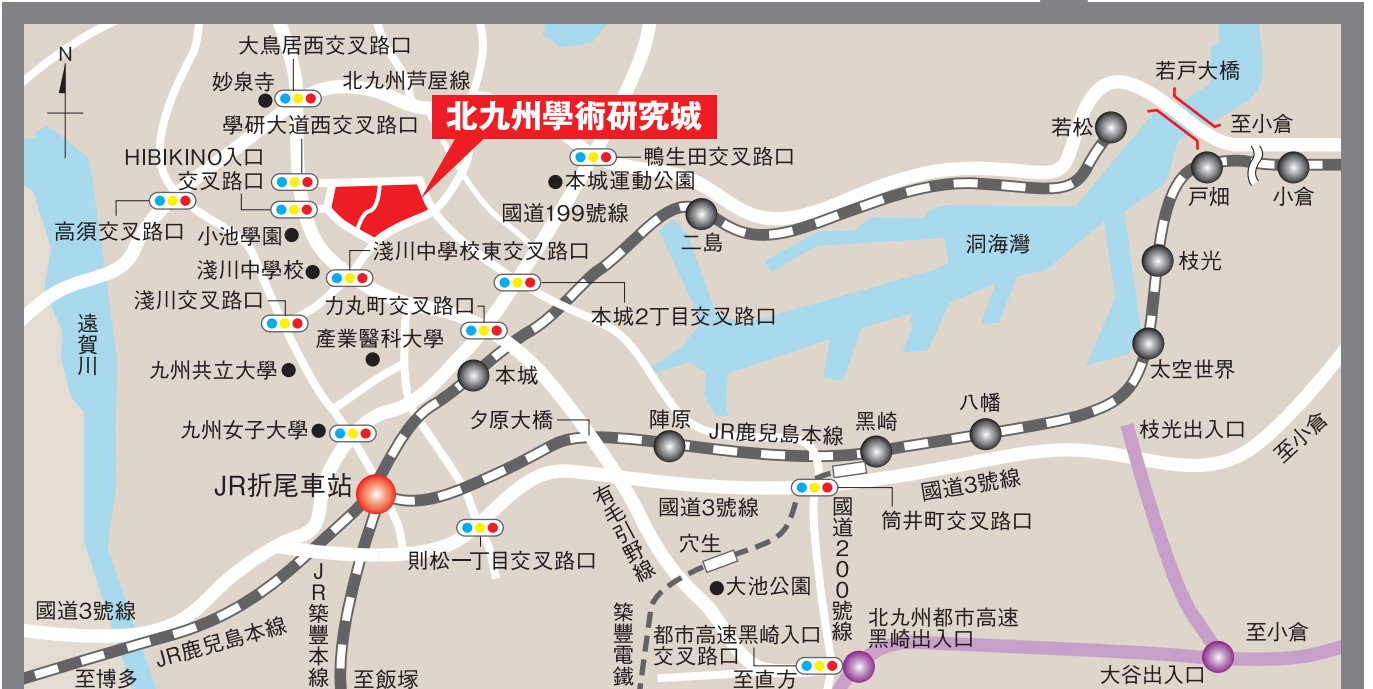 N
大鳥居西交叉路口
妙泉寺
北九州芦屋線
學研大道西交叉路口
北九州學術研究城
HIBIKINO入口
交叉路口
高須交叉路口
小池學園
鴨生田交叉路口
本城運動公園
國道199號線
若松
若戶大橋
至小倉
戶畑
小倉
二島
洞海灣
枝光
淺川中學校東交叉路口
淺川中學校
淺川交叉路口
力丸町交叉路口
本城2丁目交叉路口
遠賀川
產業醫科大學
九州共立大學
本城
太空世界
九州女子大學
夕原大橋
陣原
JR鹿兒島本線
黑崎
八幡
枝光出入口
至小倉
JR折尾車站
國道3號線
國道3號線
有毛引野線
國道200號線
筒井町交叉路口
則松一丁目交叉路口
穴生
大池公園
國道3號線
JR鹿兒島本線
JR築豐本線
築豐電鐵
都市高速黑崎入口
交叉路口
北九州都市高速
黑崎出入口
至小倉
大谷出入口
至博多
至飯塚
至直方